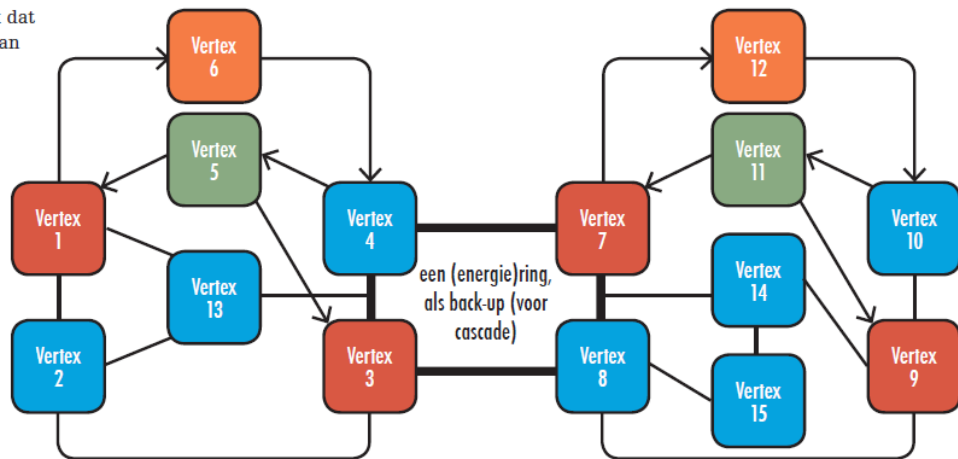 dat
an
Vertex
6
Vertex
12
Vertex
5
Vertex
11
Vertex
1
Vertex
4
Vertex
7
Vertex
10
een (energie)ring,
als back-up (voor
cascade)
Vertex
13
Vertex
14
Vertex
2
Vertex
3
Vertex
8
Vertex
15
Vertex
9